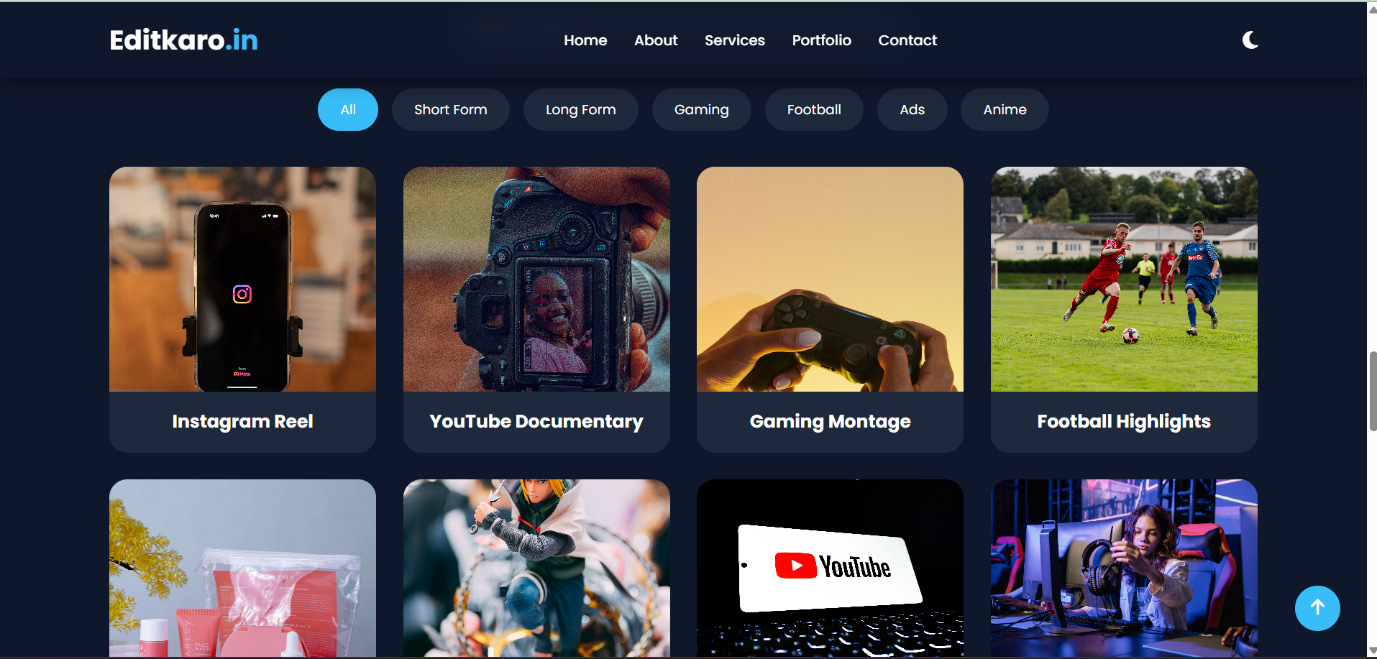 Editkaro.in
Home About Services Portfolio Contact
All Short Form Long Form Gaming Football Ads Anime
Instagram Reel YouTube Documentary Gaming Montage Football Highlights
YouTube